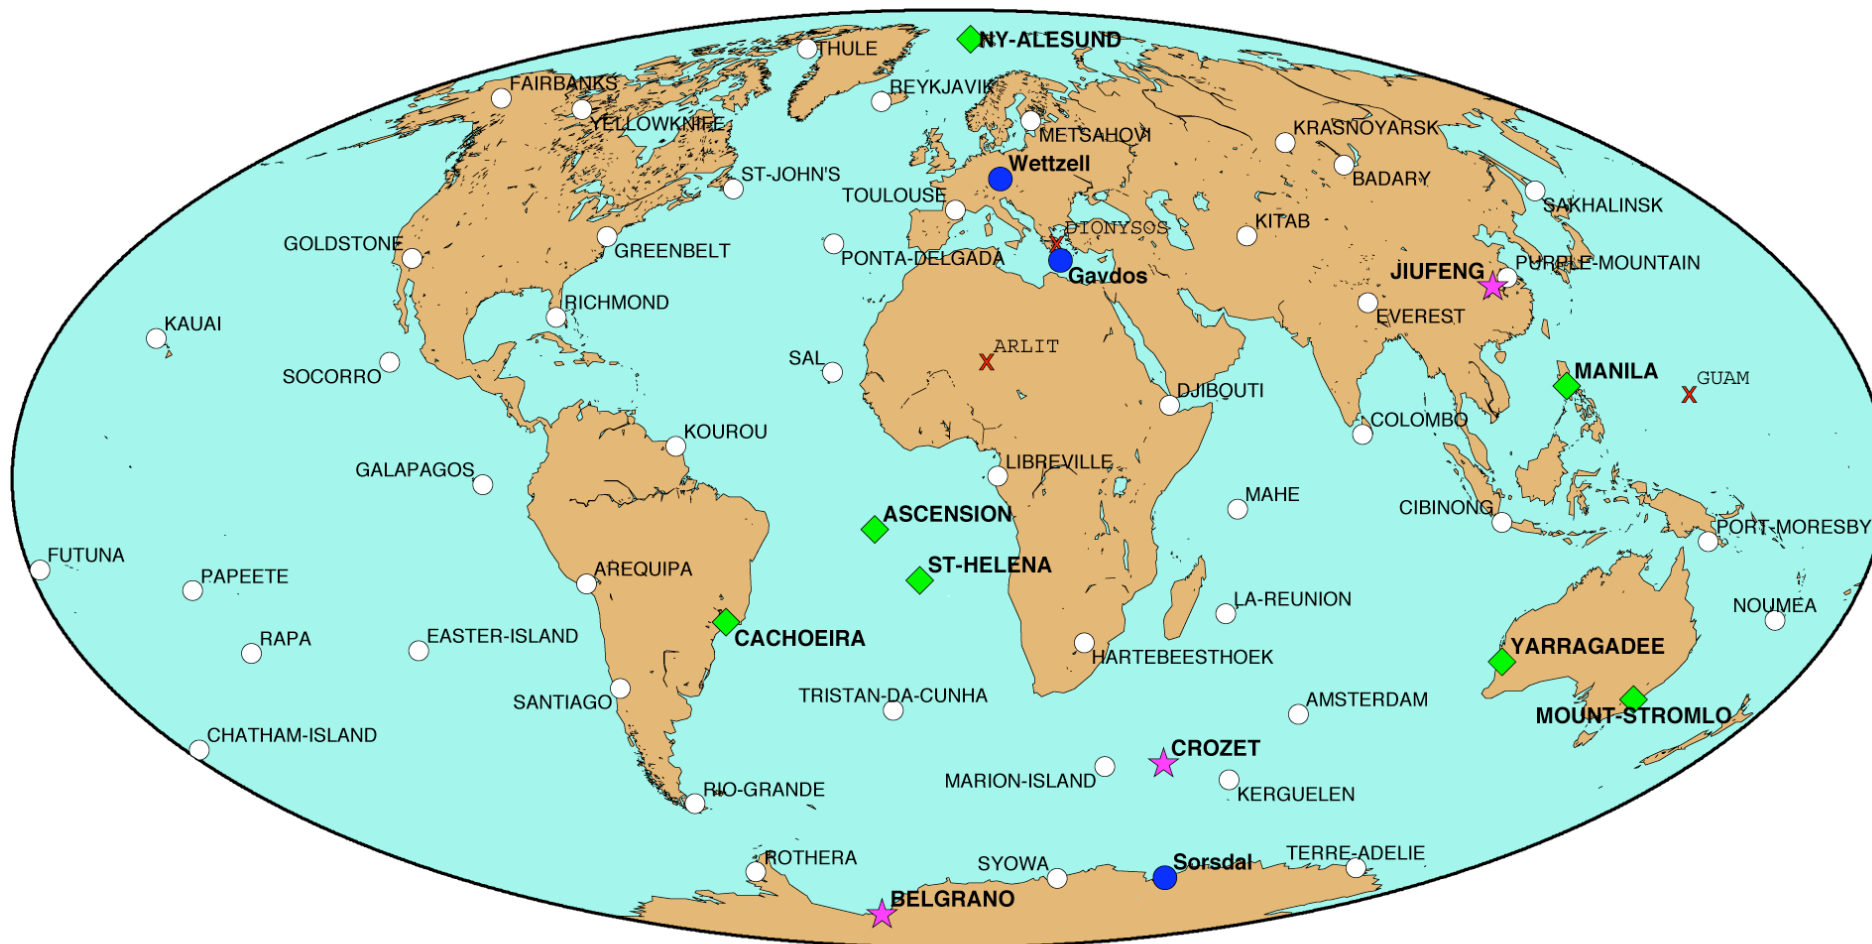 THULE
NY-ALESUND
FAIRBANKS
REYKJAVIK
YELLOWKNIFE
METSAHOVI
KRASNOYARSK
Wettzell
ST-JOHN'S
BADARY
TOULOUSE
SAKHALINSK
KITAB
DIONYSOS
GOLDSTONE
GREENBELT
PONTA-DELGADA
Gavdos
JIUFENG
PURPLE-MOUNTAIN
RICHMOND
EVEREST
KAUAI
ARLIT
SAL
SOCORRO
MANILA
GUAM
DJIBOUTI
COLOMBO
KOUROU
GALAPAGOS
LIBREVILLE
MAHE
CIBINONG
ASCENSION
PORT-MORESBY
FUTUNA
ST-HELENA
PAPEETE
AREQUIPA
LA-REUNION
NOUMEA
RAPA
EASTER-ISLAND
CACHOEIRA
YARRAGADEE
HARTEBEESTHOEK
SANTIAGO
TRISTAN-DA-CUNHA
AMSTERDAM
MOUNT-STROMLO
CHATHAM-ISLAND
CROZET
MARION-ISLAND
RIO-GRANDE
KERGUELEN
ROTHERA
SYOWA
Sorsdal
TERRE-ADELIE
BELGRANO